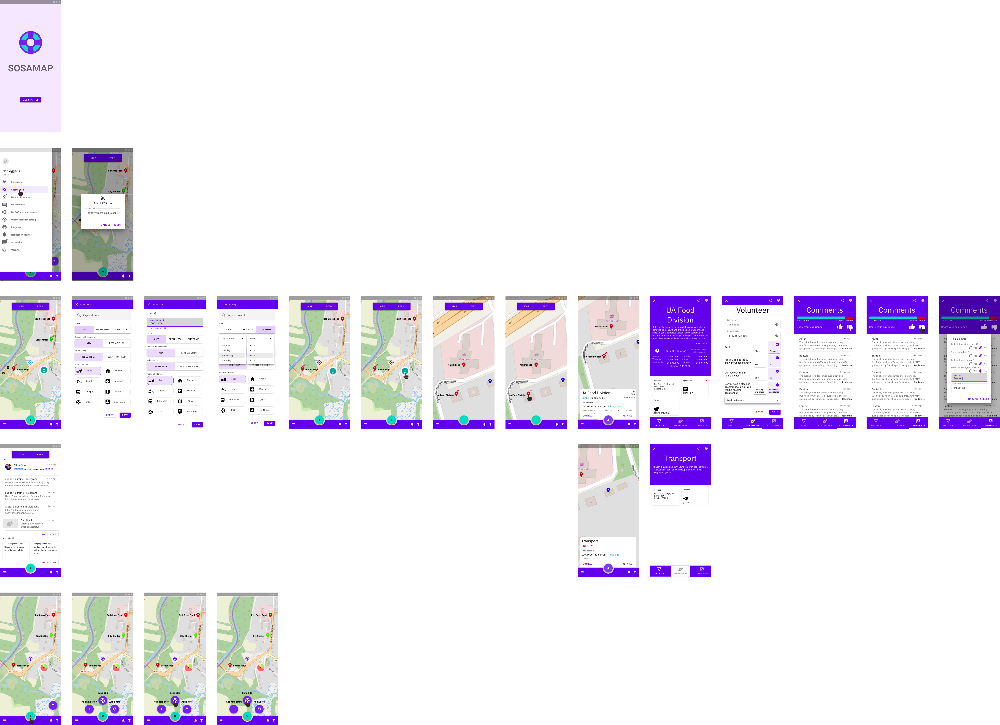 SOSAMAP
GET STARTED
Not logged in
Log in
Favourites
Submit Feed
Submit aid location
My comments
My SOS and notes reports
Override location setting
Language
Notification settings
Active chats
OpenAi
MAP FEED
Red Cross Food
City Shelter
Submit RSS Link
RSS Link
https://t.me/helpukrainepr...
CANCEL SUBMIT
MAP FEED
Red Cross Food
City Shelter
Border Food
H-22
Filter Map
Keyword search
Hours
ANY OPEN NOW CUSTOME
Connect with someone
ANY LIVE AGENTS
Volunteering
NEED HELP WANT TO HELP
Points of interest
Food Shelter
Legal Medical
Transport Other
SOS User Notes
RESET SAVE
Filter Map
Lviv
Search Keyword
Food Conta
Press enter to add
Hours
ANY OPEN NOW CUSTOME
Connect with someone
ANY LIVE AGENTS
Volunteering
NEED HELP WANT TO HELO
Points of interest
Food Shelter
Legal Medical
Transport Other
SOS User Notes
RESET SAVE
Filter Map
Keyword search
Hours
ANY OPEN NOW CUSTOME
Day of Week Time
Monday 14:00
Tuesday 15:00
Wednesday 16:00
Thursday 17:00
NEED HELP WANT TO HELP
Points of interest
Food Shelter
Legal Medical
Transport Other
SOS User Notes
RESET SAVE
MAP FEED
Red Cross Food
Border Food
H-22
MAP FEED
Red Cross Food
Border Food
H-22
MAP FEED
Максим
Maxim Food
UA Food Division
3
MAP FEED
Максим
Maxim Food
UA Food Division
3
Максим
Maxim Food
вулиця
Максим
UA Food Division
3
UA Food Division
Open | Closes 23:00
Hiring
Volunteers
78% approval
Last reported current: 3 hours ago
Український • English • русский
CONTACT DETAILS
UA Food
Division
But I must explain to you how all this mistaken idea of
denouncing pleasure and praising pain was born and I
will give you a complete account of the system, and
expound the actual teachings of the great explorer of the
truth, the master-builder of human happiness. No one...
Read more
Hours of Operation
Information may
not be accurate
Monday 05:00-23:00 Thursday 05:00-23:00
Tuesday 05:00-23:00 Friday 05:00-23:00
Wednesday 05:00-23:00 Saturday 05:00-17:00
Sunday 12:00-00:00
Address
Bez Nazvy, 9, Hlynytsi,
Lviv Oblast,
Ukraine, 81035
Agent Live
CHAT NOW
Twitter
@UAFOODDIVISION
DETAILS VOLUNTEER COMMENTS
Volunteer
Full Name
John Smith
Phone number
+1 (123) 123-4567
Sex?
Male Female
Are you able to lift 50
lbs without assistance?
Yes NO
Can you commit 24
hours a week?
YES NO
Do you have a place of
accommodation, or will
you be needing
assistance?
I have my
own place
Will need
assistance
Work preferance
RESET SEND
DETAILS VOLUNTEER COMMENTS
Comments
1265 like this 357 did not like this
Share your expirience
Antoni 5 min ago
The quick, brown fox jumps over a lazy dog.
DJs flock by when MTV ax quiz prog. Junk MTV
quiz graced by fox whelps. Bawds jog... Read more
Bantoni 34 min ago
The quick, brown fox jumps over a lazy dog.
DJs flock by when MTV ax quiz prog. Junk MTV
quiz graced by fox whelps. Bawds jog... Read more
Cantoni 38 min ago
The quick, brown fox jumps over a lazy dog.
DJs flock by when MTV ax quiz prog. Junk MTV
quiz graced by fox whelps. Bawds jog... Read more
Dantoni 41 min ago
The quick, brown fox jumps over a lazy dog.
DJs flock by when MTV ax quiz prog. Junk MTV
quiz graced by fox whelps. Bawds jog... Read more
Fantoni 3 hours ago
The quick, brown fox jumps over a lazy dog.
DJs flock by when MTV ax quiz prog. Junk MTV
quiz graced by fox whelps. Bawds jog... Read more
DETAILS VOLUNTEER COMMENTS
Comments
1265 like this 357 did not like this
Share your expirience
Antoni 5 min ago
The quick, brown fox jumps over a lazy dog.
DJs flock by when MTV ax quiz prog. Junk MTV
quiz graced by fox whelps. Bawds jog... Read more
Bantoni 34 min ago
The quick, brown fox jumps over a lazy dog.
DJs flock by when MTV ax quiz prog. Junk MTV
quiz graced by fox whelps. Bawds jog... Read more
Cantoni 38 min ago
The quick, brown fox jumps over a lazy dog.
DJs flock by when MTV ax quiz prog. Junk MTV
quiz graced by fox whelps. Bawds jog... Read more
Dantoni 41 min ago
The quick, brown fox jumps over a lazy dog.
DJs flock by when MTV ax quiz prog. Junk MTV
quiz graced by fox whelps. Bawds jog... Read more
Fantoni 3 hours ago
The quick, brown fox jumps over a lazy dog.
DJs flock by when MTV ax quiz prog. Junk MTV
quiz graced by fox whelps. Bawds jog... Read more
DETAILS VOLUNTEER COMMENTS
Comments
1265 like this 357 did not like this
Share your expirience
Tells us more
Is the information current?
Yes No
Time is outdated?
Yes No
Is the address correct?
Yes No
Were the live agents able help?
Yes No
Post as
Ganton
Comment
Input text
DISCARD SUBMIT
Fantoni 3 hours ago
The quick, brown fox jumps over a lazy dog.
DJs flock by when MTV ax quiz prog. Junk MTV
quiz graced by fox whelps. Bawds jog... Read more
DETAILS VOLUNTEER COMMENTS
MAP FEED
Latest
Mlon Eusk 1 min ago
Hold Strong Ukraine
support ukraine - Telegram 8 min ago
Guys! Someone will be able to pick up 65 kg of
food here by car tomorrow, closer to dinner,
support ukraine - Telegram 1 hour ago
Hello. There is a crib and furniture for it. Also
baby things. Where to take? Berlin.
Ajutor ucraineni în Moldova... 1 hour ago
https://m.facebook.com/groups/
347615063908402/?ref=share
Subtitle 1 Caption
Lorem ipsum dolor sit
amet, consectetur
SHOW MORE
Most helpful
1285 people liked this
Housing for refugees
from Ukraine in Lviv
842 people liked this
Medical care for people
without health insurance
in Lviv
SHOW MORE
Максим
3
Transport
UNKNOWN
100% approval
Last reported current: 1 day ago
deutsch
CONTACT DETAILS
Transport
Hey, ich bin Ivan und kann Leute in Berlin transportieren
- ich wohne in der Nähe des Hauptbahnhofs. mein
Telegramm: @ivan
Address
Bez Nazvy, 1, Hlynytsi,
Lviv Oblast,
Ukraine, 81035
Telegram
@ivan
DETAILS VOLUNTEER COMMENTS
Red Cross Food
City Shelter
Border Food
H-22
6
Red Cross Food
City Shelter
Border Food
H-22
6
Send SOS
Add help effort Add a note
Red Cross Food
City Shelter
Border Food
H-22
6
Send SOS
Add help effort Add a note
Red Cross Food
City Shelter
Border Food
H-22
6
Send SOS
Add help effort Add a note